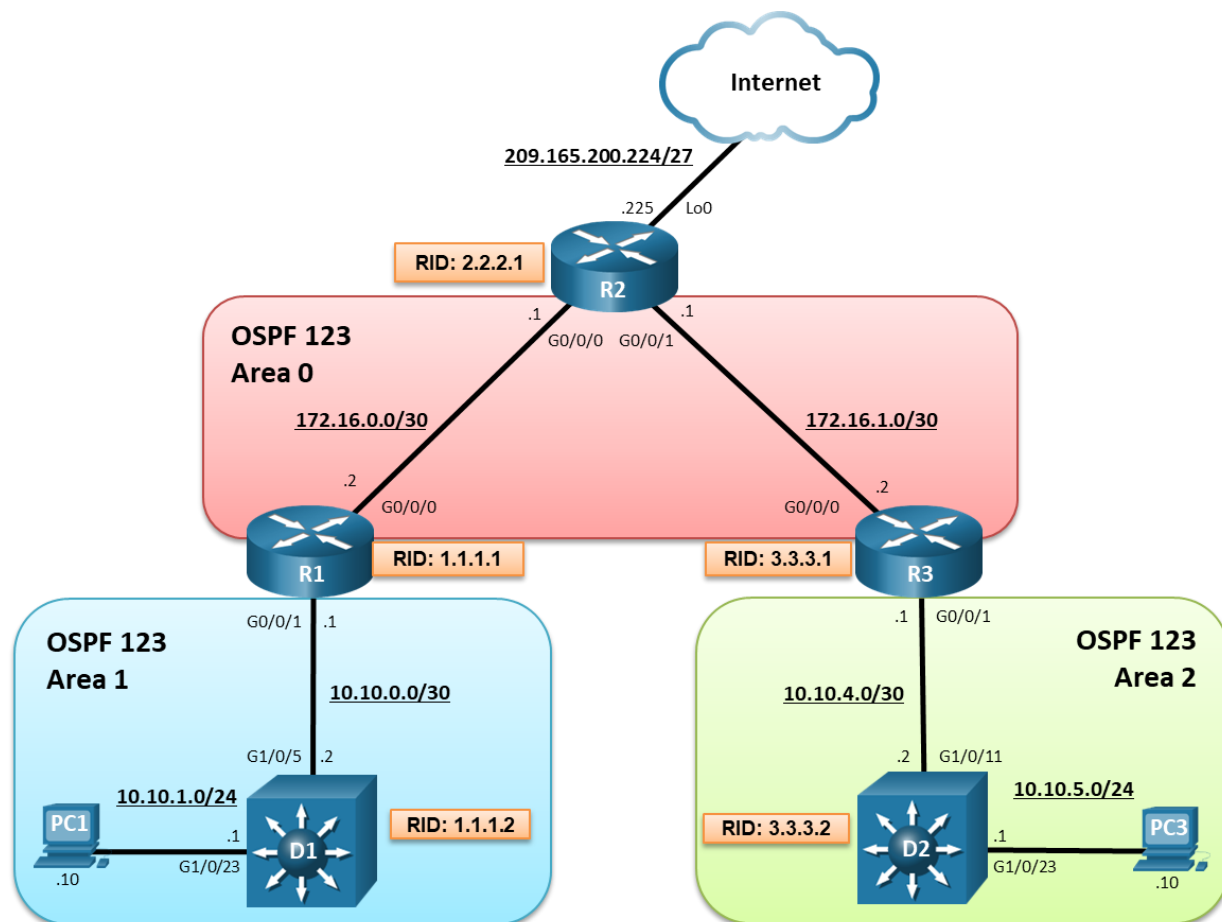 Internet
209.165.200.224/27
.225
Lo0
RID: 2.2.2.1
R2
OSPF 123
Area 0
.1
G0/0/0
G0/0/1
.1
172.16.0.0/30
172.16.1.0/30
.2
G0/0/0
G0/0/0
.2
R1
RID: 1.1.1.1
RID: 3.3.3.1
R3
OSPF 123
Area 1
G0/0/1
.1
10.10.0.0/30
G1/0/5
.2
10.10.1.0/24
PC1
.1
G1/0/23
.10
D1
RID: 1.1.1.2
.1
G0/0/1
OSPF 123
Area 2
10.10.4.0/30
.2
G1/0/11
10.10.5.0/24
RID: 3.3.3.2
D2
.1
G1/0/23
PC3
.10